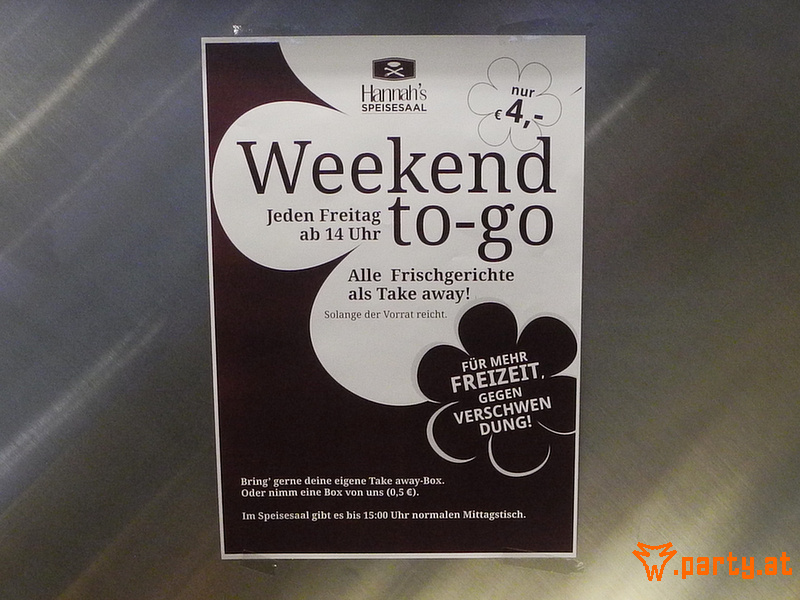 Hannah's
SPEISESAAL
nur
€ 4,-
Weekend
to-go
Jeden Freitag
ab 14 Uhr
Alle Frischgerichte
als Take away!
Solange der Vorrat reicht.
FÜR MEHR
FREIZEIT,
GEGEN
VERSCHWEN
DUNG!
Bring' gerne deine eigene Take away-Box.
Oder nimm eine Box von uns (0,5 €).
Im Speisesaal gibt es bis 15:00 Uhr normalen Mittagstisch.
w.party.at